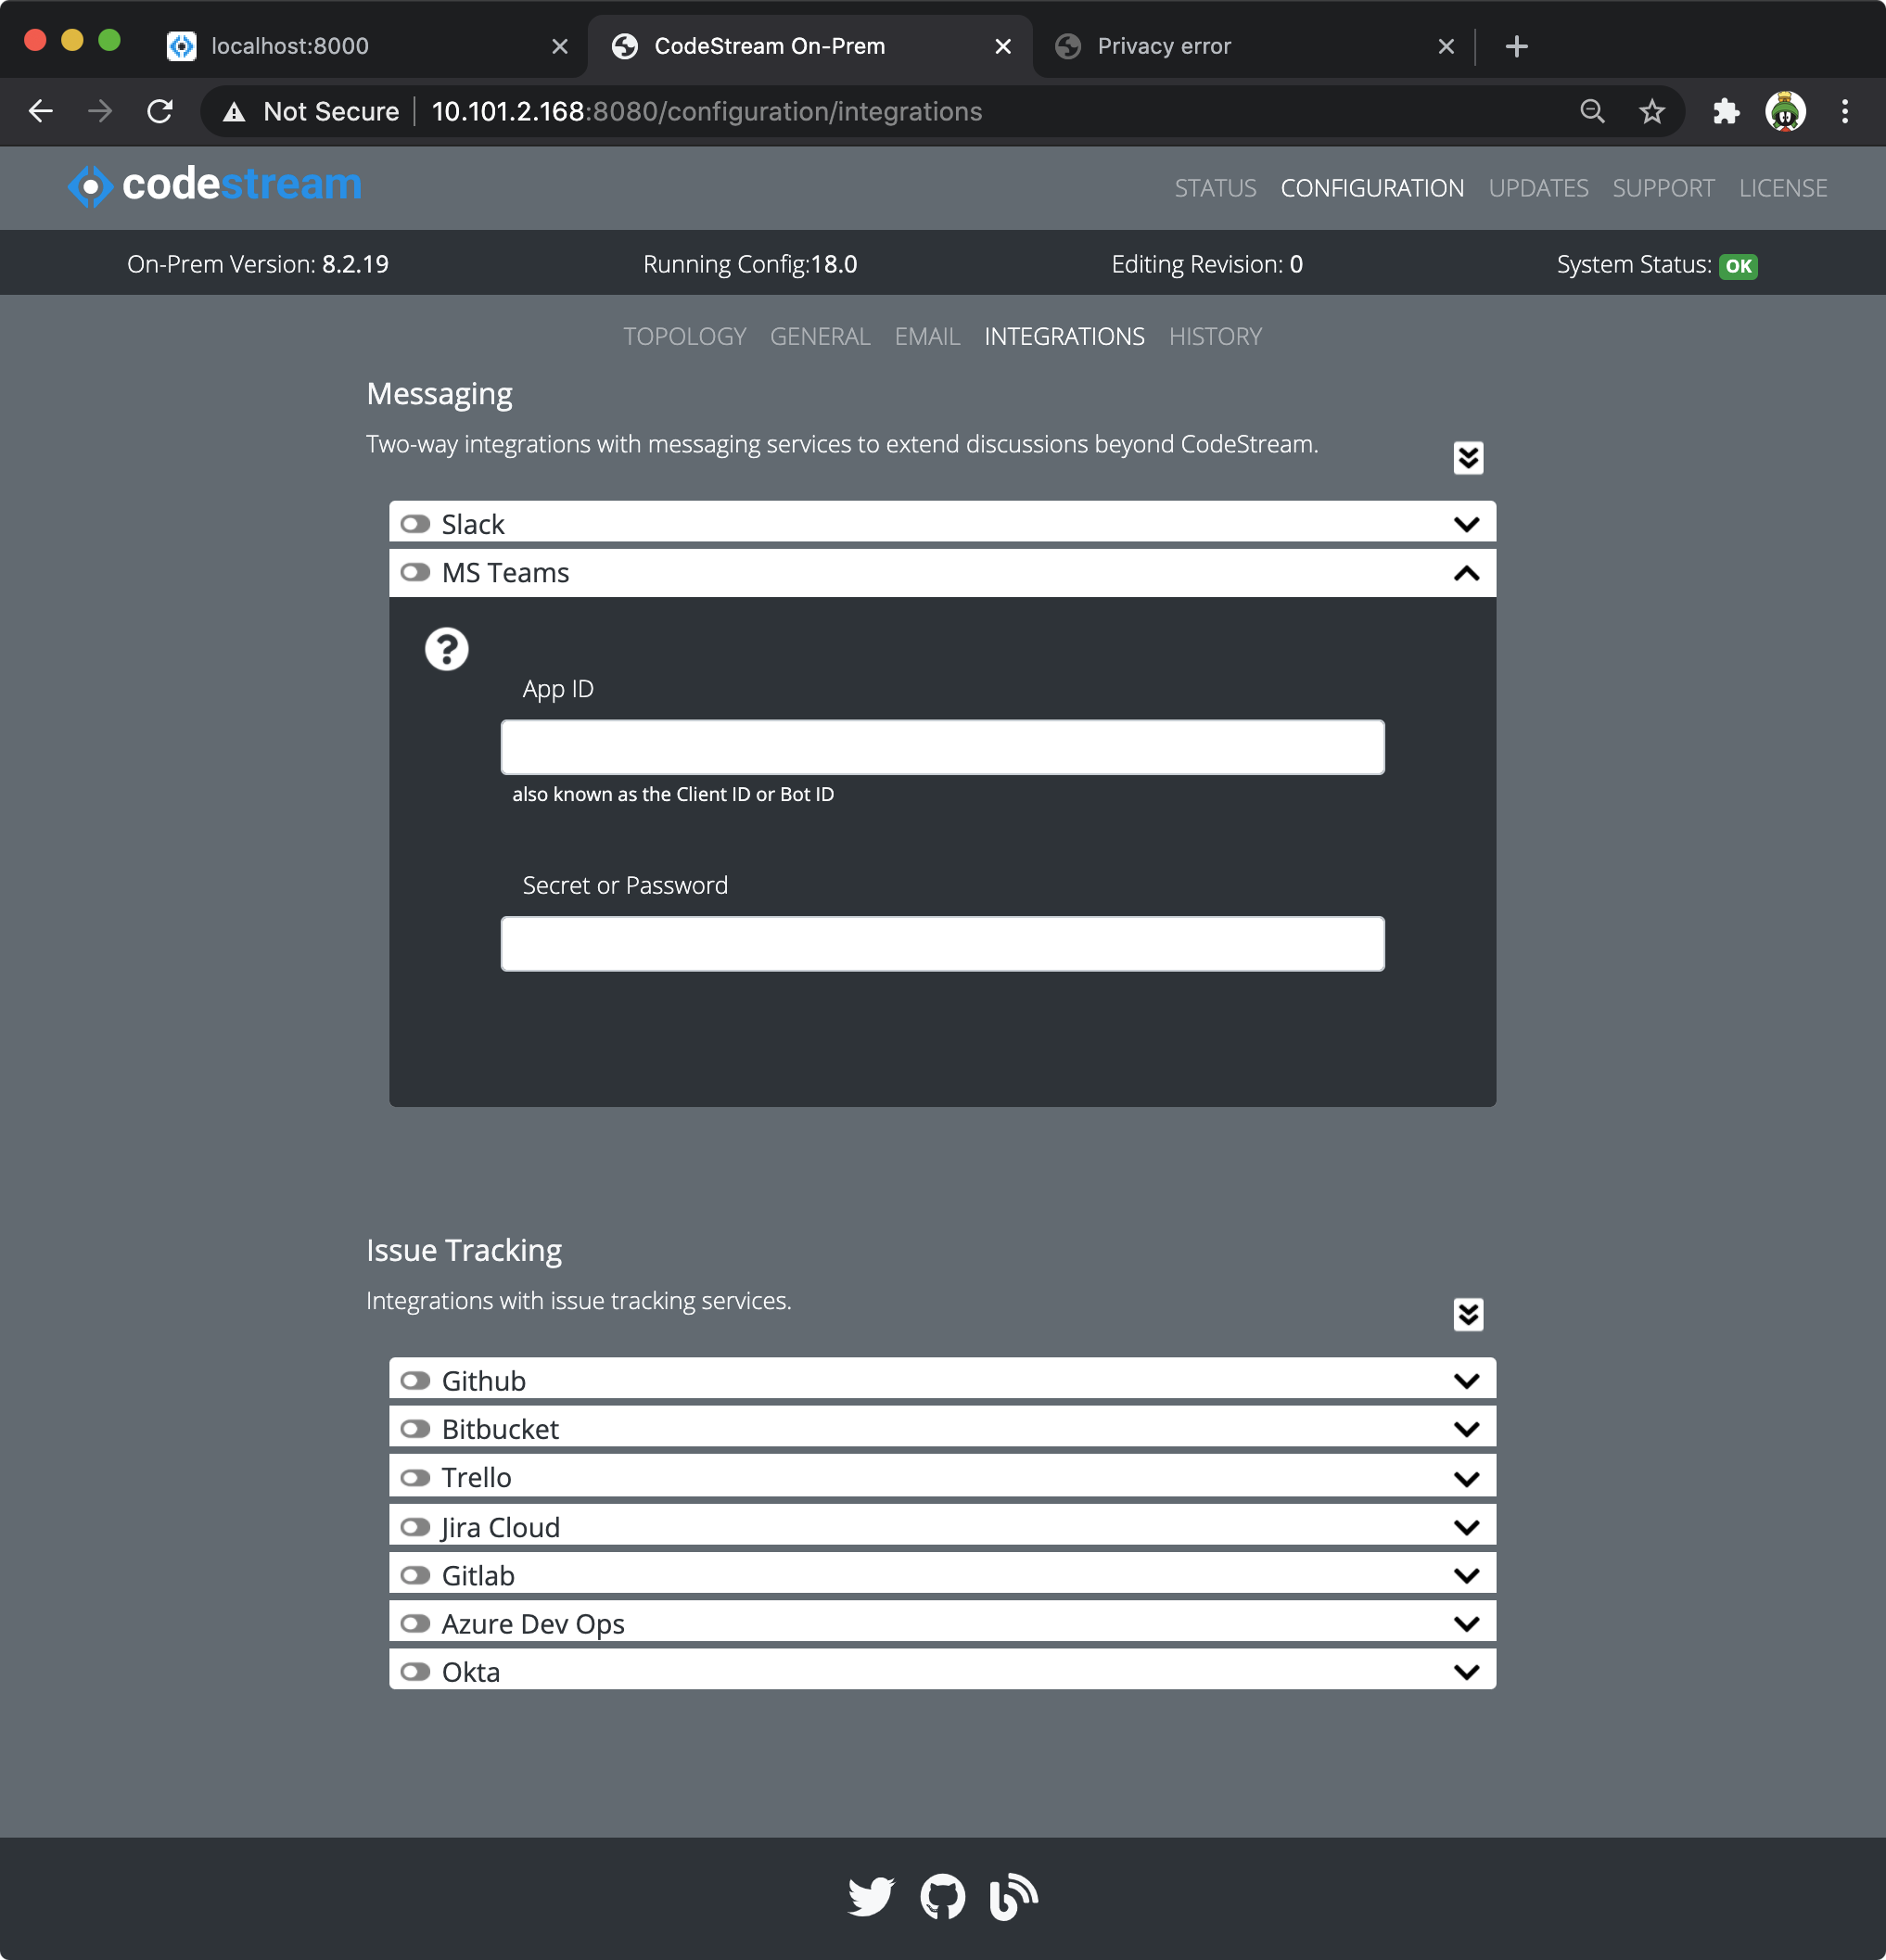 localhost:8000
CodeStream On-Prem
Privacy error
Not Secure
10.101.2.168:8080/configuration/integrations
codestream
STATUS CONFIGURATION UPDATES SUPPORT LICENSE
On-Prem Version: 8.2.19
Running Config:18.0
Editing Revision: 0
System Status: OK
TOPOLOGY GENERAL EMAIL INTEGRATIONS HISTORY
Messaging
Two-way integrations with messaging services to extend discussions beyond CodeStream.
Slack
MS Teams
?
App ID
also known as the Client ID or Bot ID
Secret or Password
Issue Tracking
Integrations with issue tracking services.
Github
Bitbucket
Trello
Jira Cloud
Gitlab
Azure Dev Ops
Okta